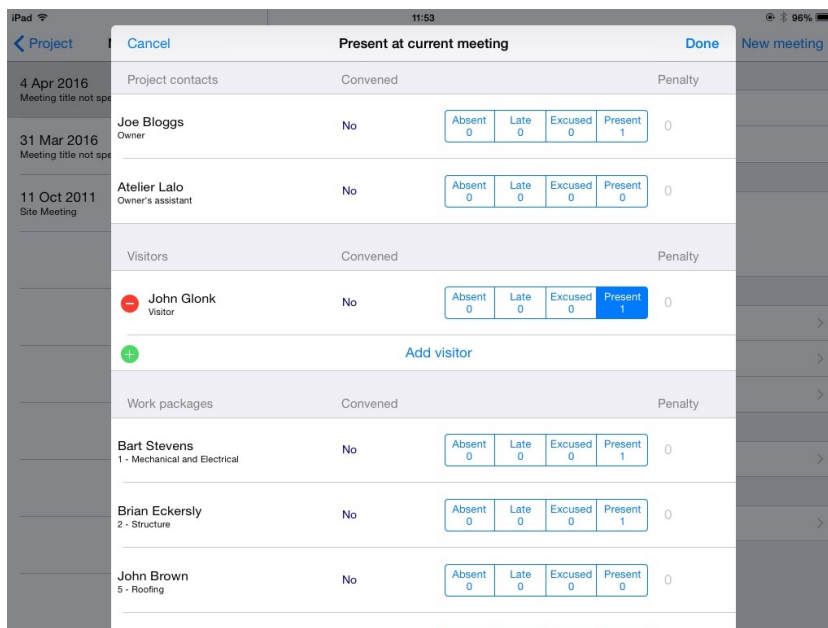 iPad 11:53 96%
Project
New meeting
Cancel Present at current meeting Done
4 Apr 2016
Meeting title not spe
31 Mar 2016
Meeting title not spe
11 Oct 2011
Site Meeting
Project contacts Convened Penalty
Joe Bloggs
Owner
No
Absent Late Excused Present
0 0 0 1
0
Atelier Lalo
Owner's assistant
No
Absent Late Excused Present
0 0 0 0
0
Visitors Convened Penalty
John Glonk
Visitor
No
Absent Late Excused Present
0 0 0 1
0
Add visitor
Work packages Convened Penalty
Bart Stevens
1 - Mechanical and Electrical
No
Absent Late Excused Present
0 0 0 1
0
Brian Eckersly
2 - Structure
No
Absent Late Excused Present
0 0 0 1
0
John Brown
5 - Roofing
No
Absent Late Excused Present
0 0 0 0
0